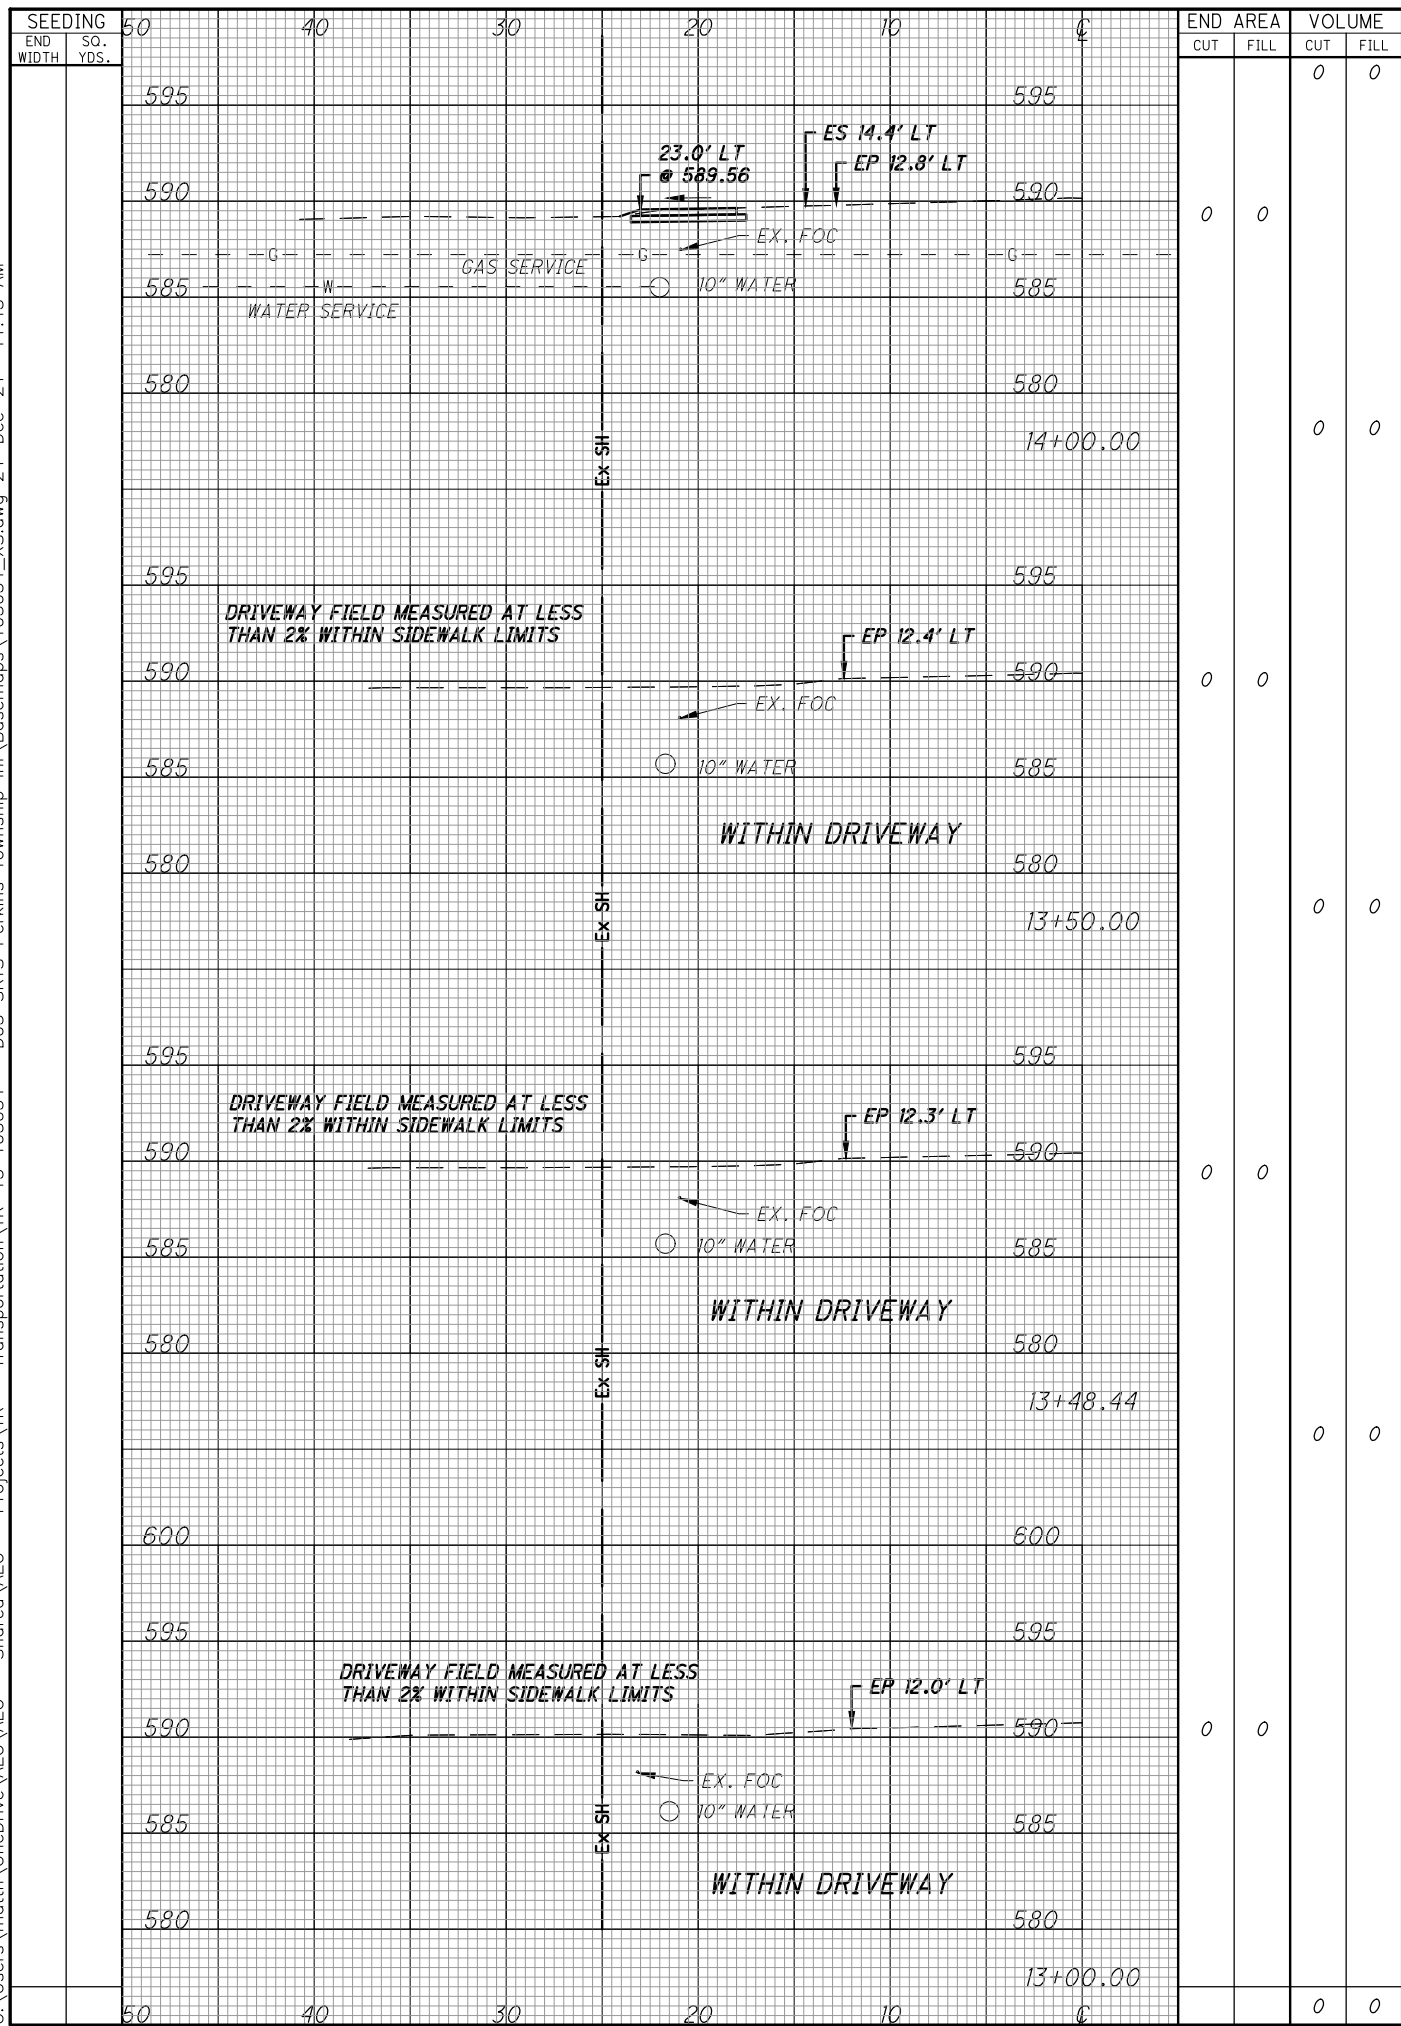 SEEDING
END WIDTH
SQ. YDS.
50 40 30 20 10 ℄
END AREA VOLUME
CUT FILL CUT FILL
0 0
595 595
ES 14.4' LT
23.0' LT
@ 589.56
EP 12.8' LT
590 590
0 0
EX. FOC
G G G
GAS SERVICE
585 W 10" WATER 585
WATER SERVICE
580 580
0 0
14+00.00
Ex SH
595 595
DRIVEWAY FIELD MEASURED AT LESS
THAN 2% WITHIN SIDEWALK LIMITS
EP 12.4' LT
590 590
0 0
EX. FOC
585 10" WATER 585
WITHIN DRIVEWAY
580 580
0 0
Ex SH
13+50.00
595 595
DRIVEWAY FIELD MEASURED AT LESS
THAN 2% WITHIN SIDEWALK LIMITS
EP 12.3' LT
590 590
0 0
EX. FOC
585 10" WATER 585
WITHIN DRIVEWAY
580 580
Ex SH
13+48.44
0 0
600 600
595 595
DRIVEWAY FIELD MEASURED AT LESS
THAN 2% WITHIN SIDEWALK LIMITS
EP 12.0' LT
590 590
0 0
EX. FOC
10" WATER
585 585
Ex SH
WITHIN DRIVEWAY
580 580
13+00.00
0 0
50 40 30 20 10 ℄